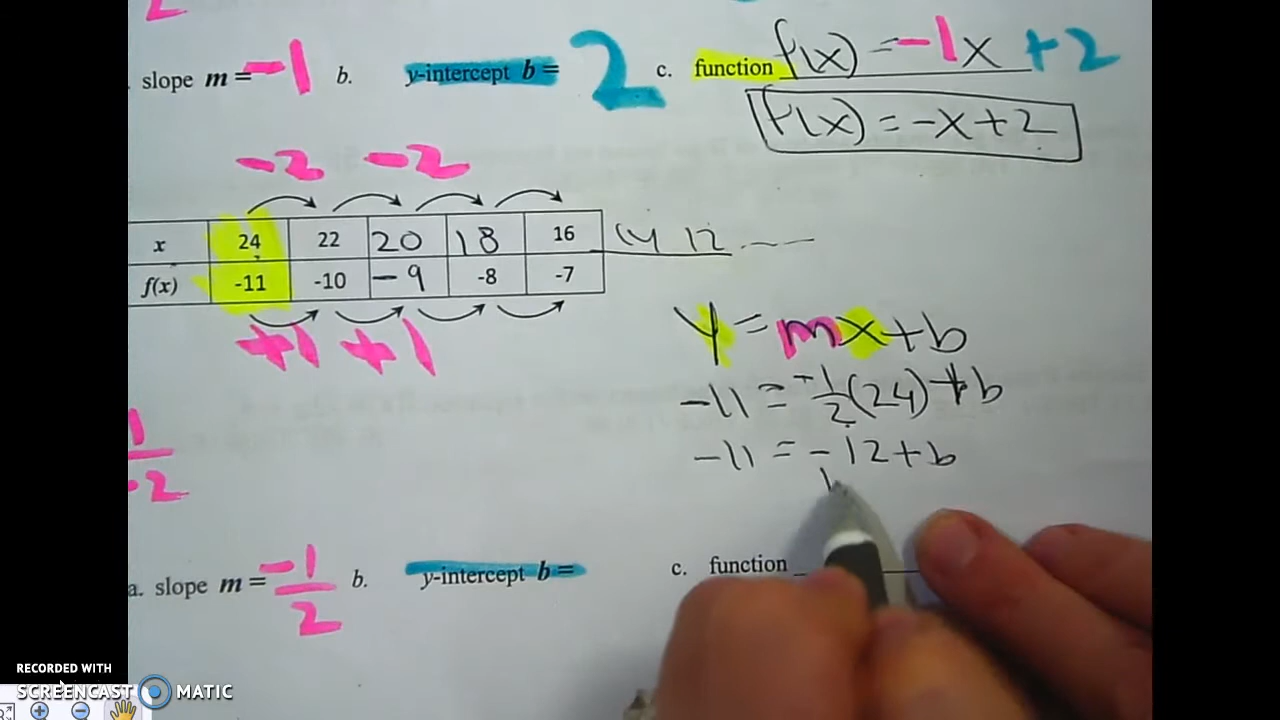 slope m = -1 b. y-intercept b = 2 c. function f(x) = -1x + 2
f(x) = -x + 2
-2 -2
x 24 22 20 18 16 14 12
f(x) -11 -10 -9 -8 -7
+1 +1
y = mx + b
-11 = -1/2 (24) + b
-11 = -12 + b
1
-2
a. slope m = -1/2 b. y-intercept b = c. function
RECORDED WITH
SCREENCAST MATIC